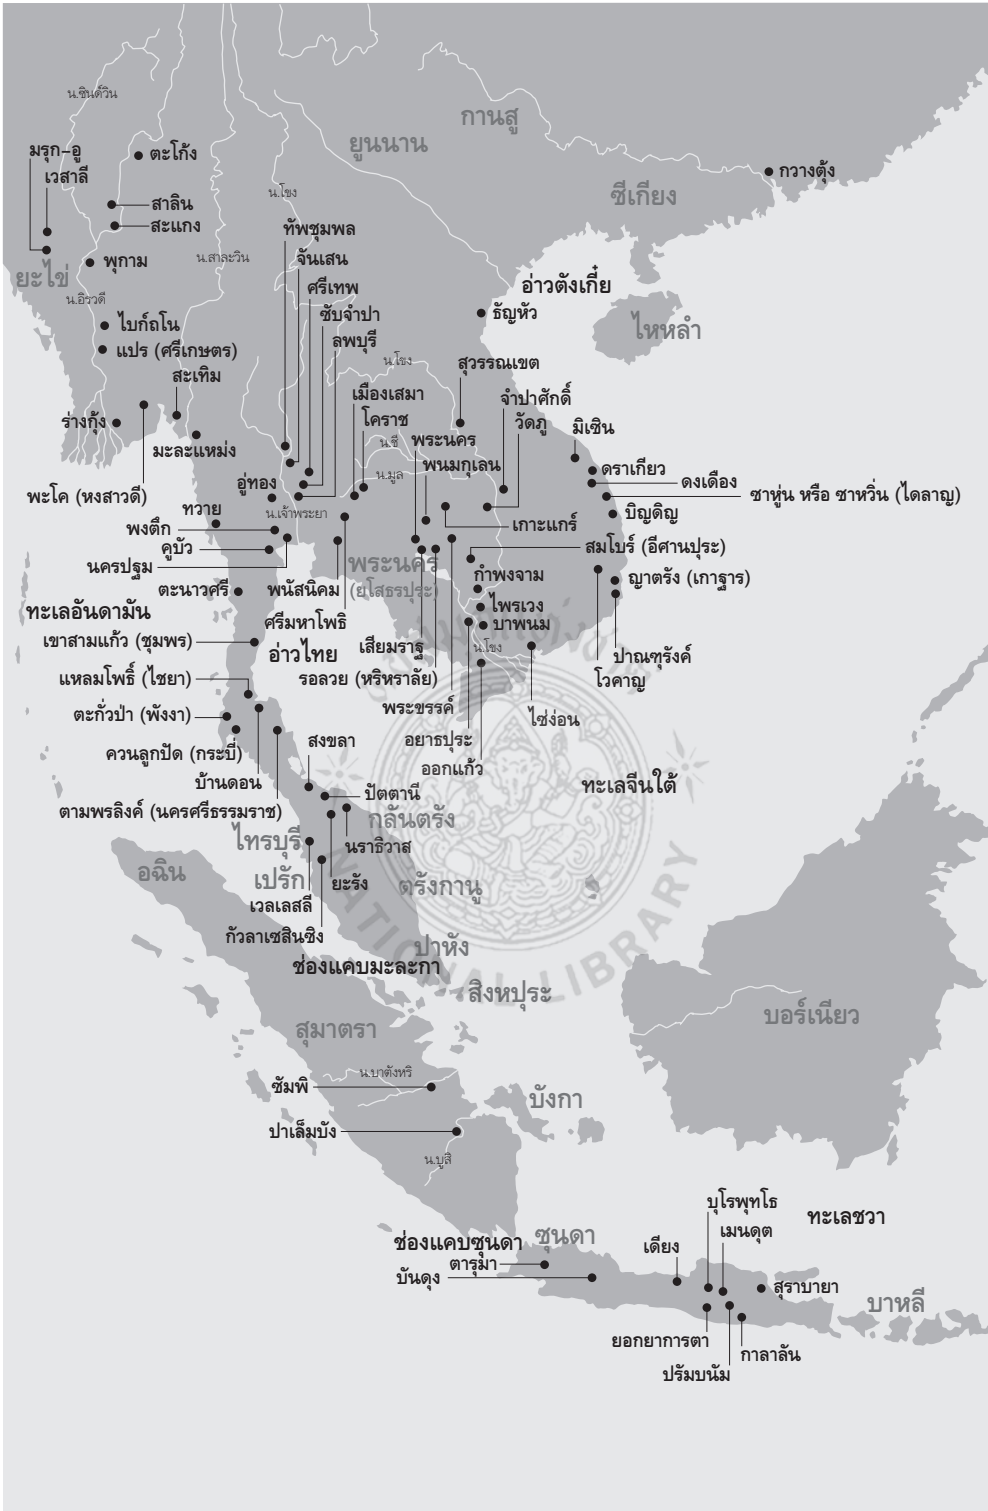 น.ชินด์วิน
กานสู
ยูนนาน
มรุก-อู
เวสาลี
ตะโก้ง
กวางตุ้ง
ซีเกียง
น.โขง
สาลิน
สะแกง
ทัพชุมพล
น.สาละวิน
จันเสน
พุกาม
ยะไข่
ศรีเทพ
อ่าวตังเกี๋ย
น.อิรวดี
ซับจำปา
ธัญหัว
ไบก์ถโน
ไหหลำ
ลพบุรี
แปร (ศรีเกษตร)
น.โขง
สุวรรณเขต
สะเทิม
เมืองเสมา
จำปาศักดิ์
โคราช
วัดภู
ร่างกุ้ง
มิเซิน
มะละแหม่ง
น.ชี
พระนคร
พนมกุเลน
ดราเกียว
น.มูล
ดงเดือง
อู่ทอง
พะโค (หงสาวดี)
ซาหู่น หรือ ซาหวิ่น (ไดลาญ)
ทวาย
น.เจ้าพระยา
บิญดิญ
พงตึก
เกาะแกร์
คูบัว
สมโบร์ (อีศานปุระ)
นครปฐม
พระนคร
(ยโสธรปุระ)
กำพงจาม
ญาตรัง (เกาฐาร)
ตะนาวศรี
พนัสนิคม
ทะเลอันดามัน
ไพรเวง
ศรีมหาโพธิ
บาพนม
เขาสามแก้ว (ชุมพร)
อ่าวไทย
เสียมราฐ
น.โขง
ปาณฑุรังค์
แหลมโพธิ์ (ไชยา)
รอลวย (หริหราลัย)
โวคาญ
ตะกั่วป่า (พังงา)
พระขรรค์
ไซ่ง่อน
อยาธปุระ
สงขลา
ควนลูกปัด (กระบี่)
ออกแก้ว
บ้านดอน
ทะเลจีนใต้
ปัตตานี
ตามพรลิงค์ (นครศรีธรรมราช)
กลันตรัง
ไทรบุรี
นราธิวาส
อฉิน
เปรัก
ยะรัง
ตรังกานู
เวลเลสลี
กัวลาเซสินซิง
ปาหัง
ช่องแคบมะละกา
NATIONAL LIBRARY
สิงหปุระ
บอร์เนียว
สุมาตรา
น.บาตังหริ
ซัมพิ
บังกา
ปาเล็มบัง
น.มูสิ
บุโรพุทโธ
ทะเลชวา
เมนดุต
ช่องแคบซุนดา
ซุนดา
เดียง
ตารุมา
บันดุง
สุราบายา
บาหลี
ยอกยาการตา
กาลาลัน
ปรัมบนัม